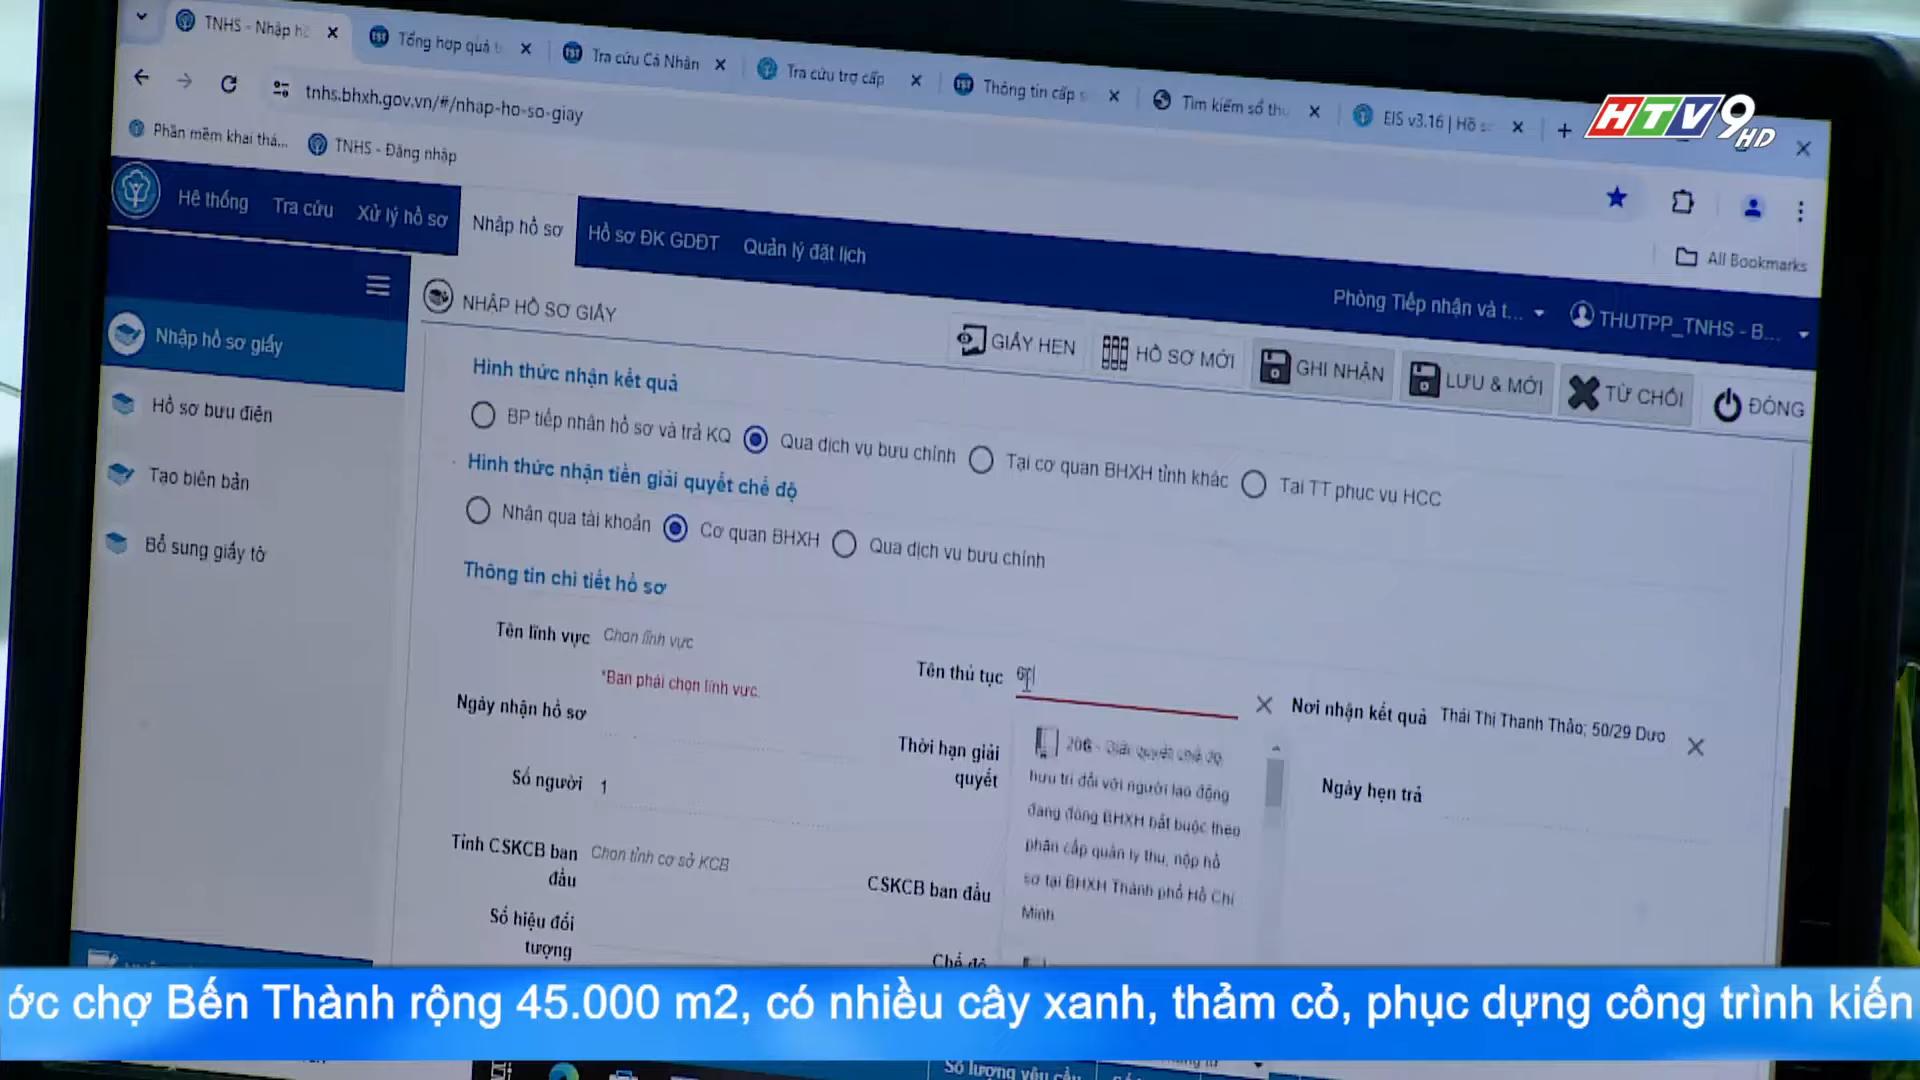 TNHS - Nhập hồ
Tổng hợp quá t
Tra cứu Cá Nhân
Tra cứu trợ cấp
Thông tin cấp s
Tìm kiếm sổ thu
EIS v3.16 | Hồ s
HTV9 HD
tnhs.bhxh.gov.vn/#/nhap-ho-so-giay
Phần mềm khai thá...
TNHS - Đăng nhập
All Bookmarks
Hệ thống
Tra cứu
Xử lý hồ sơ
Nhập hồ sơ
Hồ sơ ĐK GDĐT
Quản lý đặt lịch
Phòng Tiếp nhận và t...
THUTPP_TNHS - B...
Nhập hồ sơ giấy
Hồ sơ bưu điện
Tạo biên bản
Bổ sung giấy tờ
NHẬP HỒ SƠ GIẤY
GIẤY HẸN
HỒ SƠ MỚI
GHI NHẬN
LƯU & MỚI
TỪ CHỐI
ĐÓNG
Hình thức nhận kết quả
BP tiếp nhận hồ sơ và trả KQ
Qua dịch vụ bưu chính
Tại cơ quan BHXH tỉnh khác
Tại TT phục vụ HCC
Hình thức nhận tiền giải quyết chế độ
Nhận qua tài khoản
Cơ quan BHXH
Qua dịch vụ bưu chính
Thông tin chi tiết hồ sơ
Tên lĩnh vực
Chọn lĩnh vực
*Bạn phải chọn lĩnh vực.
Tên thủ tục
6
Nơi nhận kết quả
Thái Thị Thanh Thảo; 50/29 Dươ
Ngày nhận hồ sơ
Thời hạn giải
quyết
Ngày hẹn trả
Số người
1
206 - Giải quyết chế độ
hưu trí đối với người lao động
đang đóng BHXH bắt buộc theo
phân cấp quản lý thu, nộp hồ
sơ tại BHXH Thành phố Hồ Chí
Minh
Tỉnh CSKCB ban
đầu
Chọn tỉnh cơ sở KCB
CSKCB ban đầu
Số hiệu đối
tượng
Chế độ
ớc chợ Bến Thành rộng 45.000 m2, có nhiều cây xanh, thảm cỏ, phục dựng công trình kiến
Số lượng yêu cầu